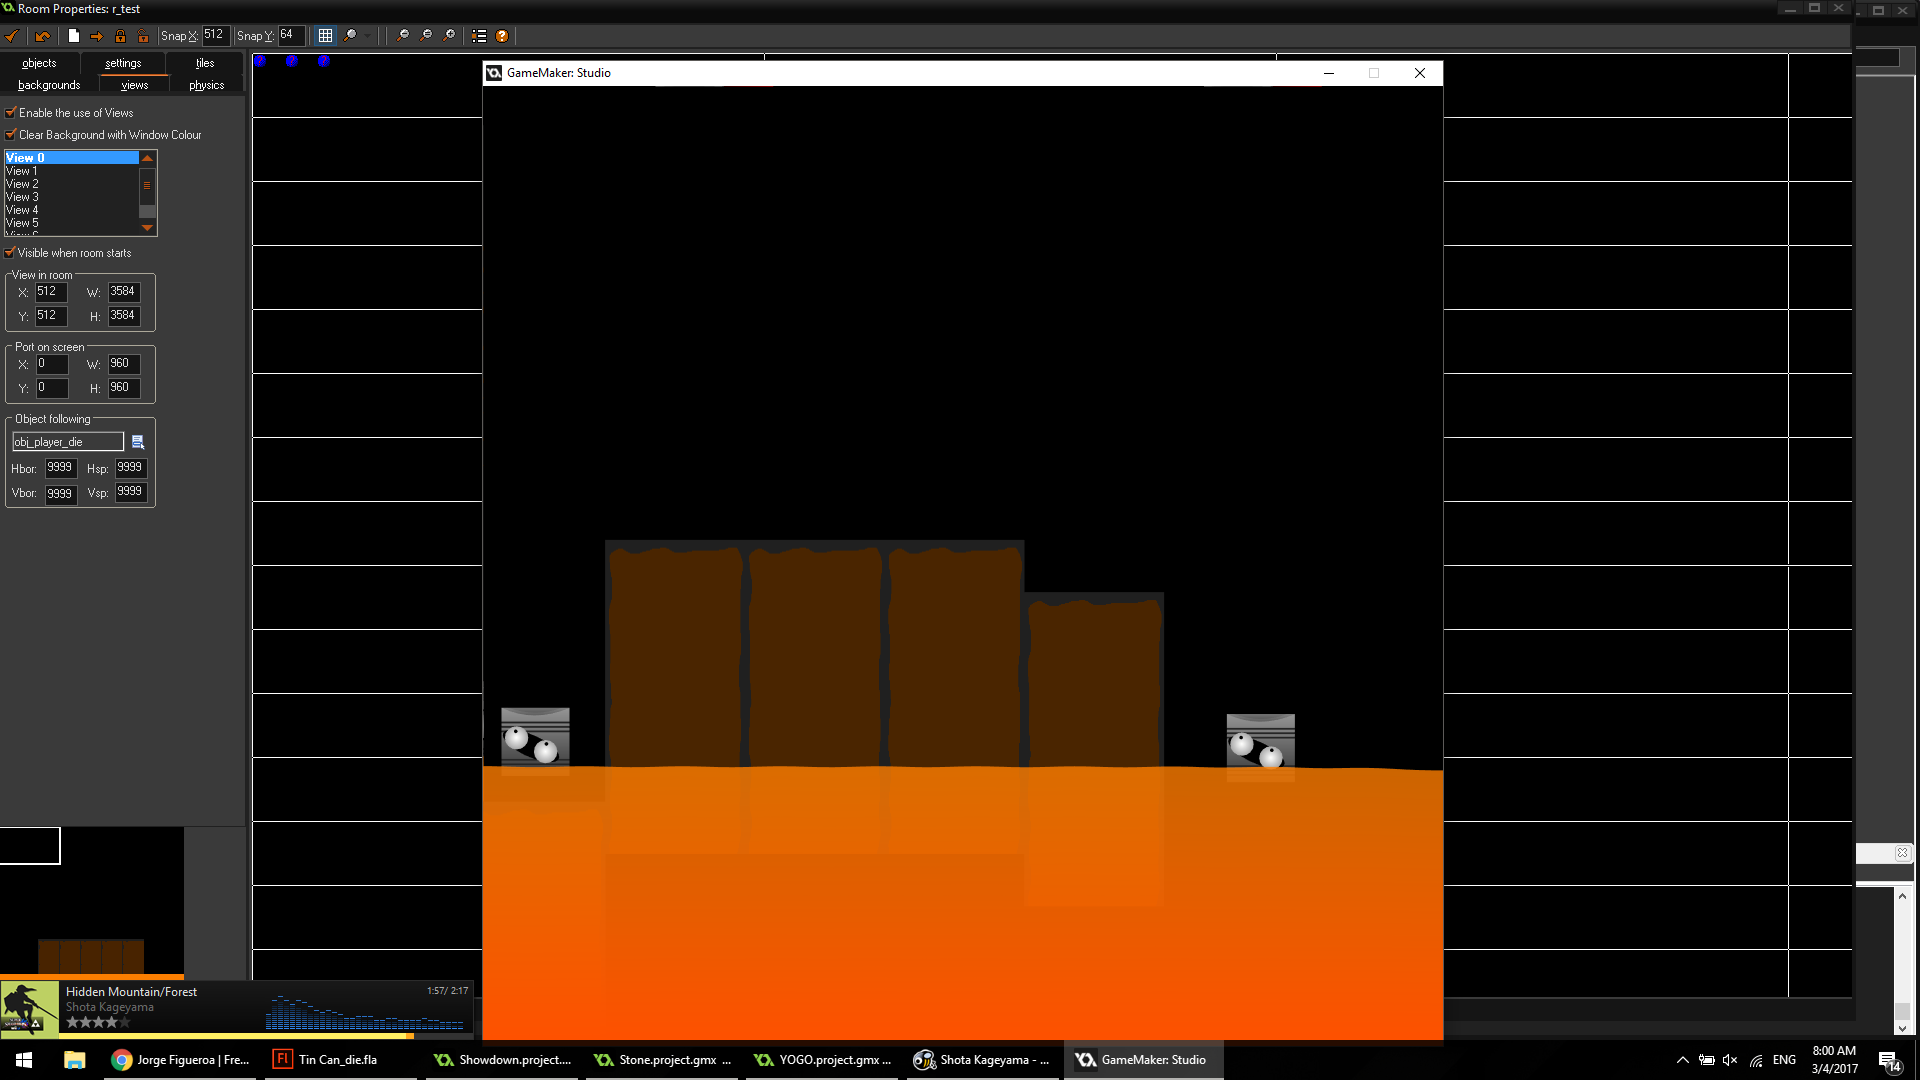 Room Properties: r_test
Snap X: 512 Snap Y: 64
objects settings tiles
backgrounds views physics
Enable the use of Views
Clear Background with Window Colour
View 0
View 1
View 2
View 3
View 4
View 5
Visible when room starts
View in room
X: 512 W: 3584
Y: 512 H: 3584
Port on screen
X: 0 W: 960
Y: 0 H: 960
Object following
obj_player_die
Hbor: 9999 Hsp: 9999
Vbor: 9999 Vsp: 9999
GameMaker: Studio
Hidden Mountain/Forest
1:57/ 2:17
Shota Kageyama
Jorge Figueroa | Fre...
Fl
Tin Can_die.fla
Showdown.project....
Stone.project.gmx ...
YOGO.project.gmx ...
Shota Kageyama - ...
GameMaker: Studio
ENG
8:00 AM
3/4/2017
14